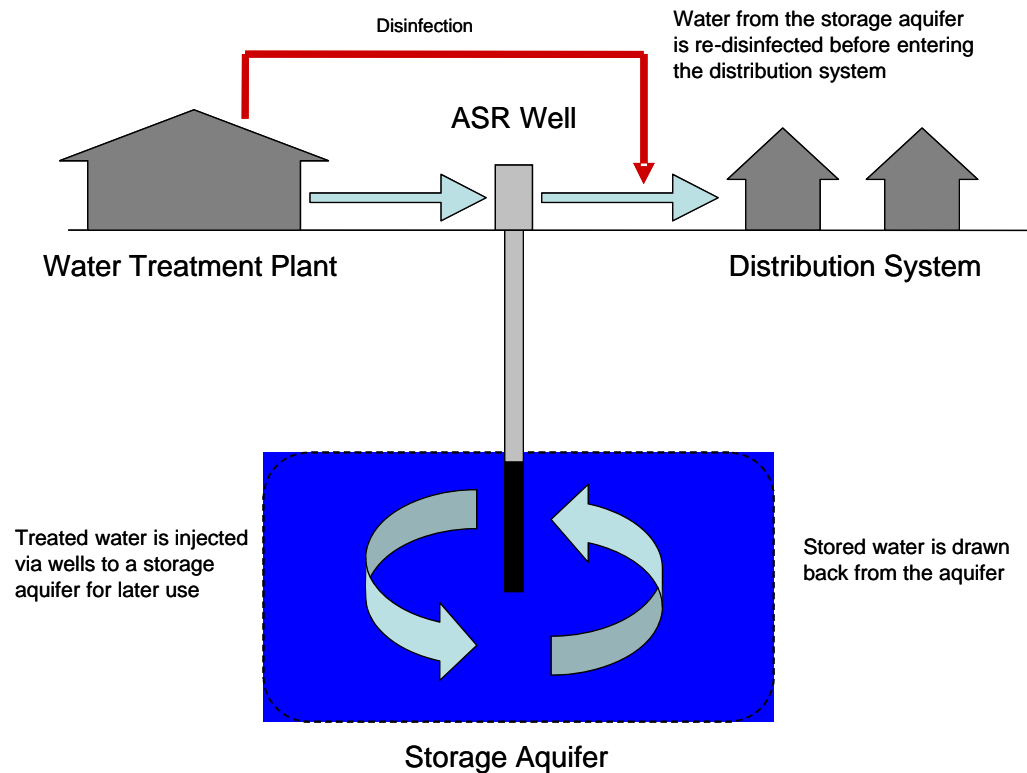 Disinfection
Water from the storage aquifer
is re-disinfected before entering
the distribution system
ASR Well
Water Treatment Plant
Distribution System
Treated water is injected
via wells to a storage
aquifer for later use
Stored water is drawn
back from the aquifer
Storage Aquifer